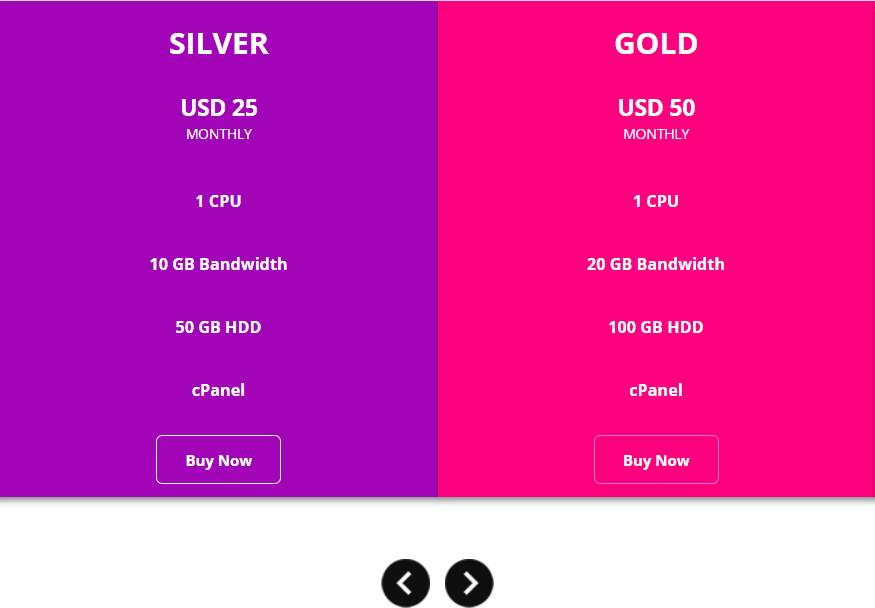 SILVER
USD 25
MONTHLY
1 CPU
10 GB Bandwidth
50 GB HDD
cPanel
Buy Now
GOLD
USD 50
MONTHLY
1 CPU
20 GB Bandwidth
100 GB HDD
cPanel
Buy Now